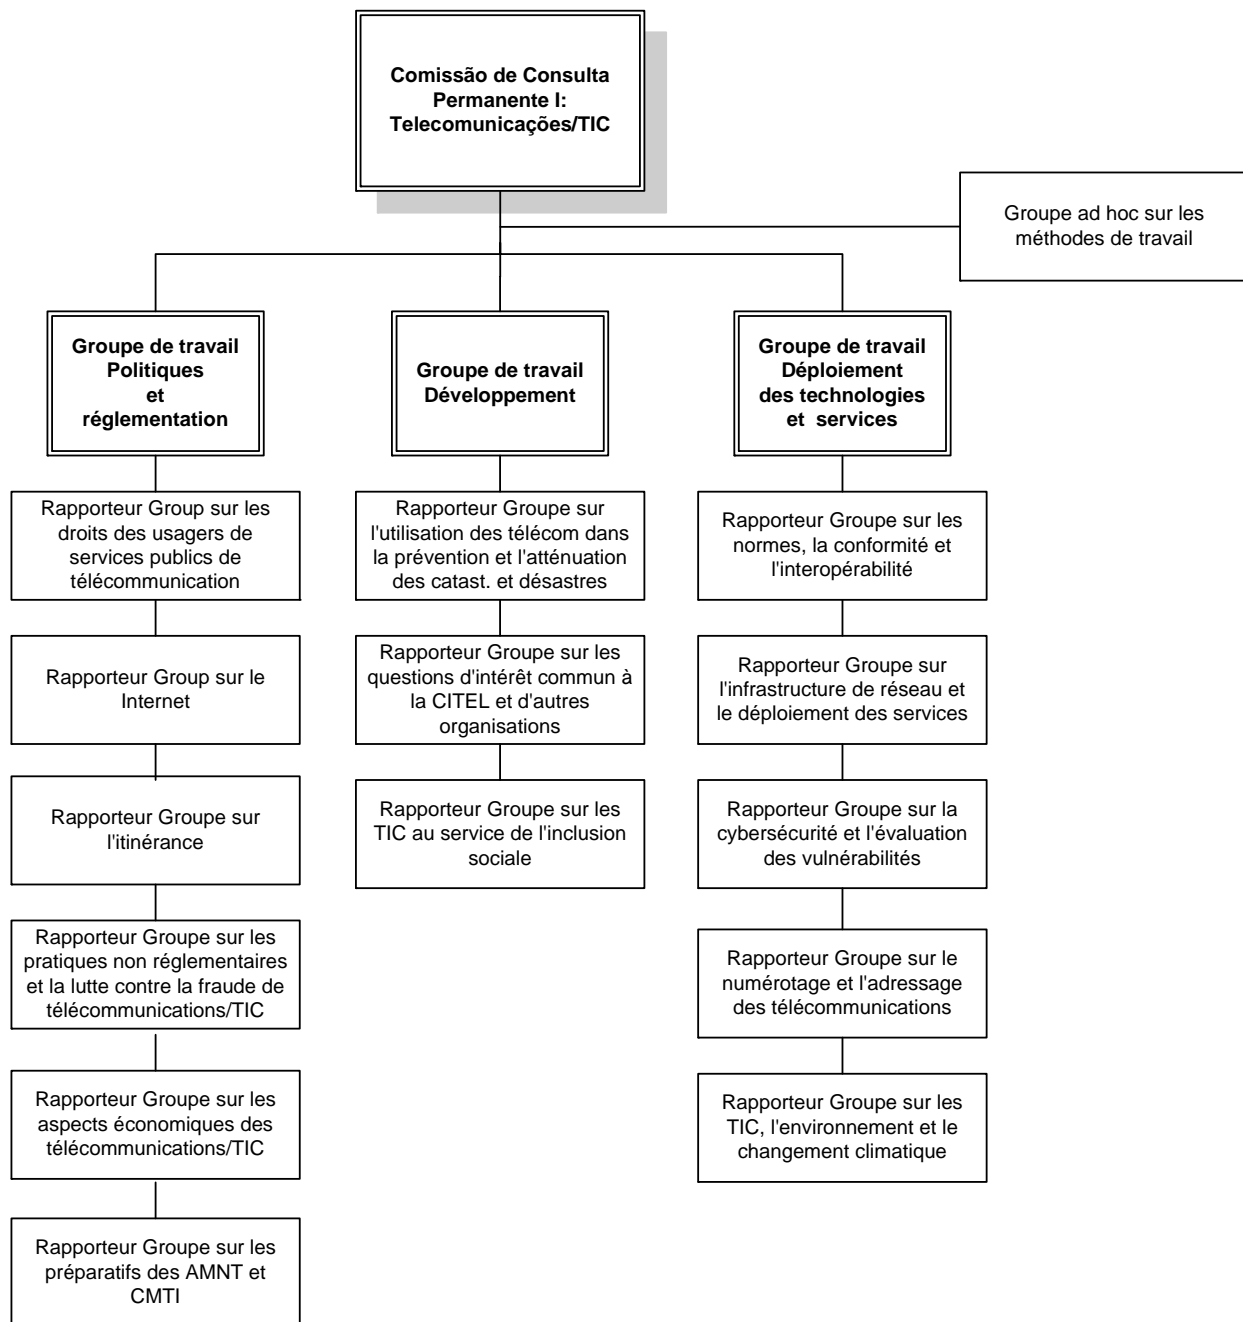 Comissão de Consulta
Permanente I:
Telecomunicações/TIC
Groupe ad hoc sur les
méthodes de travail
Groupe de travail
Politiques
et
réglementation
Rapporteur Group sur les
droits des usagers de
services publics de
télécommunication
Rapporteur Group sur le
Internet
Rapporteur Groupe sur
l'itinérance
Rapporteur Groupe sur les
pratiques non réglementaires
et la lutte contre la fraude de
télécommunications/TIC
Rapporteur Groupe sur les
aspects économiques des
télécommunications/TIC
Rapporteur Groupe sur les
préparatifs des AMNT et
CMTI
Groupe de travail
Développement
Rapporteur Groupe sur
l'utilisation des télécom dans
la prévention et l'atténuation
des catast. et désastres
Rapporteur Groupe sur les
questions d'intérêt commun à
la CITEL et d'autres
organisations
Rapporteur Groupe sur les
TIC au service de l'inclusion
sociale
Groupe de travail
Déploiement
des technologies
et services
Rapporteur Groupe sur les
normes, la conformité et
l'interopérabilité
Rapporteur Groupe sur
l'infrastructure de réseau et
le déploiement des services
Rapporteur Groupe sur la
cybersécurité et l'évaluation
des vulnérabilités
Rapporteur Groupe sur le
numérotage et l'adressage
des télécommunications
Rapporteur Groupe sur les
TIC, l'environnement et le
changement climatique